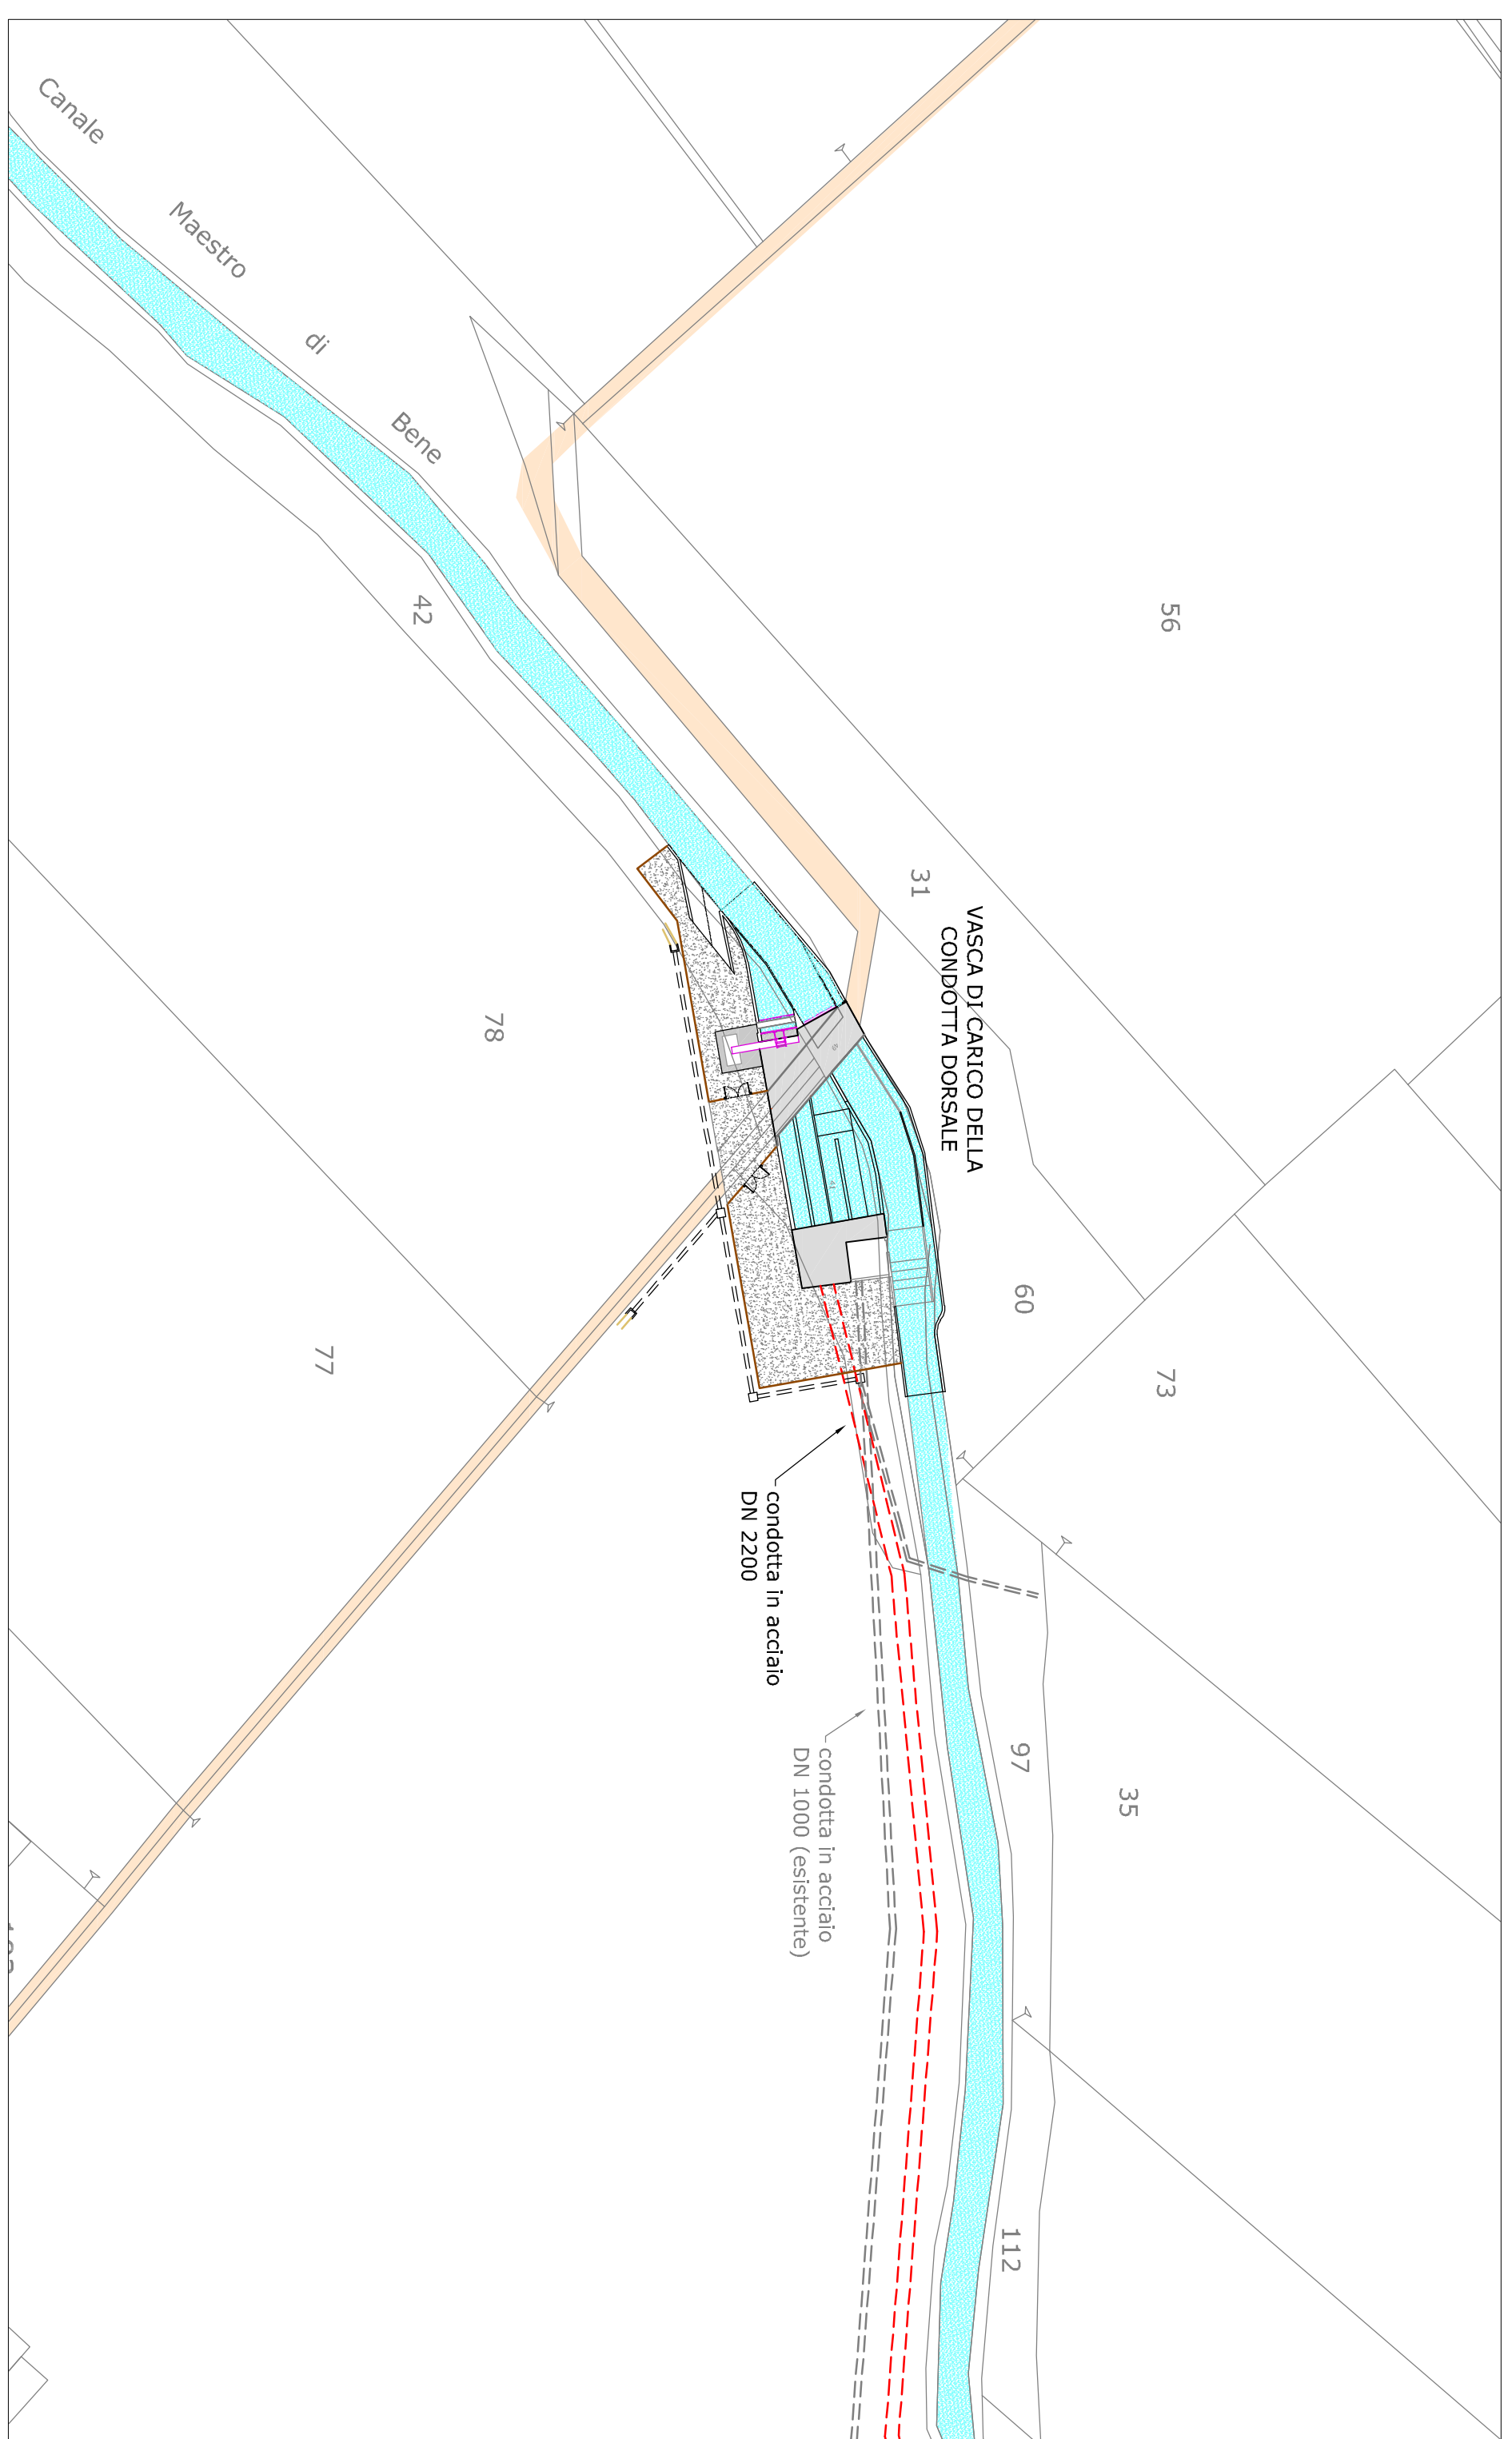 Canale
Maestro
di
Bene
56
42
31
VASCA DI CARICO DELLA
CONDOTTA DORSALE
78
60
77
73
condotta in acciaio
DN 2200
97
35
condotta in acciaio
DN 1000 (esistente)
112